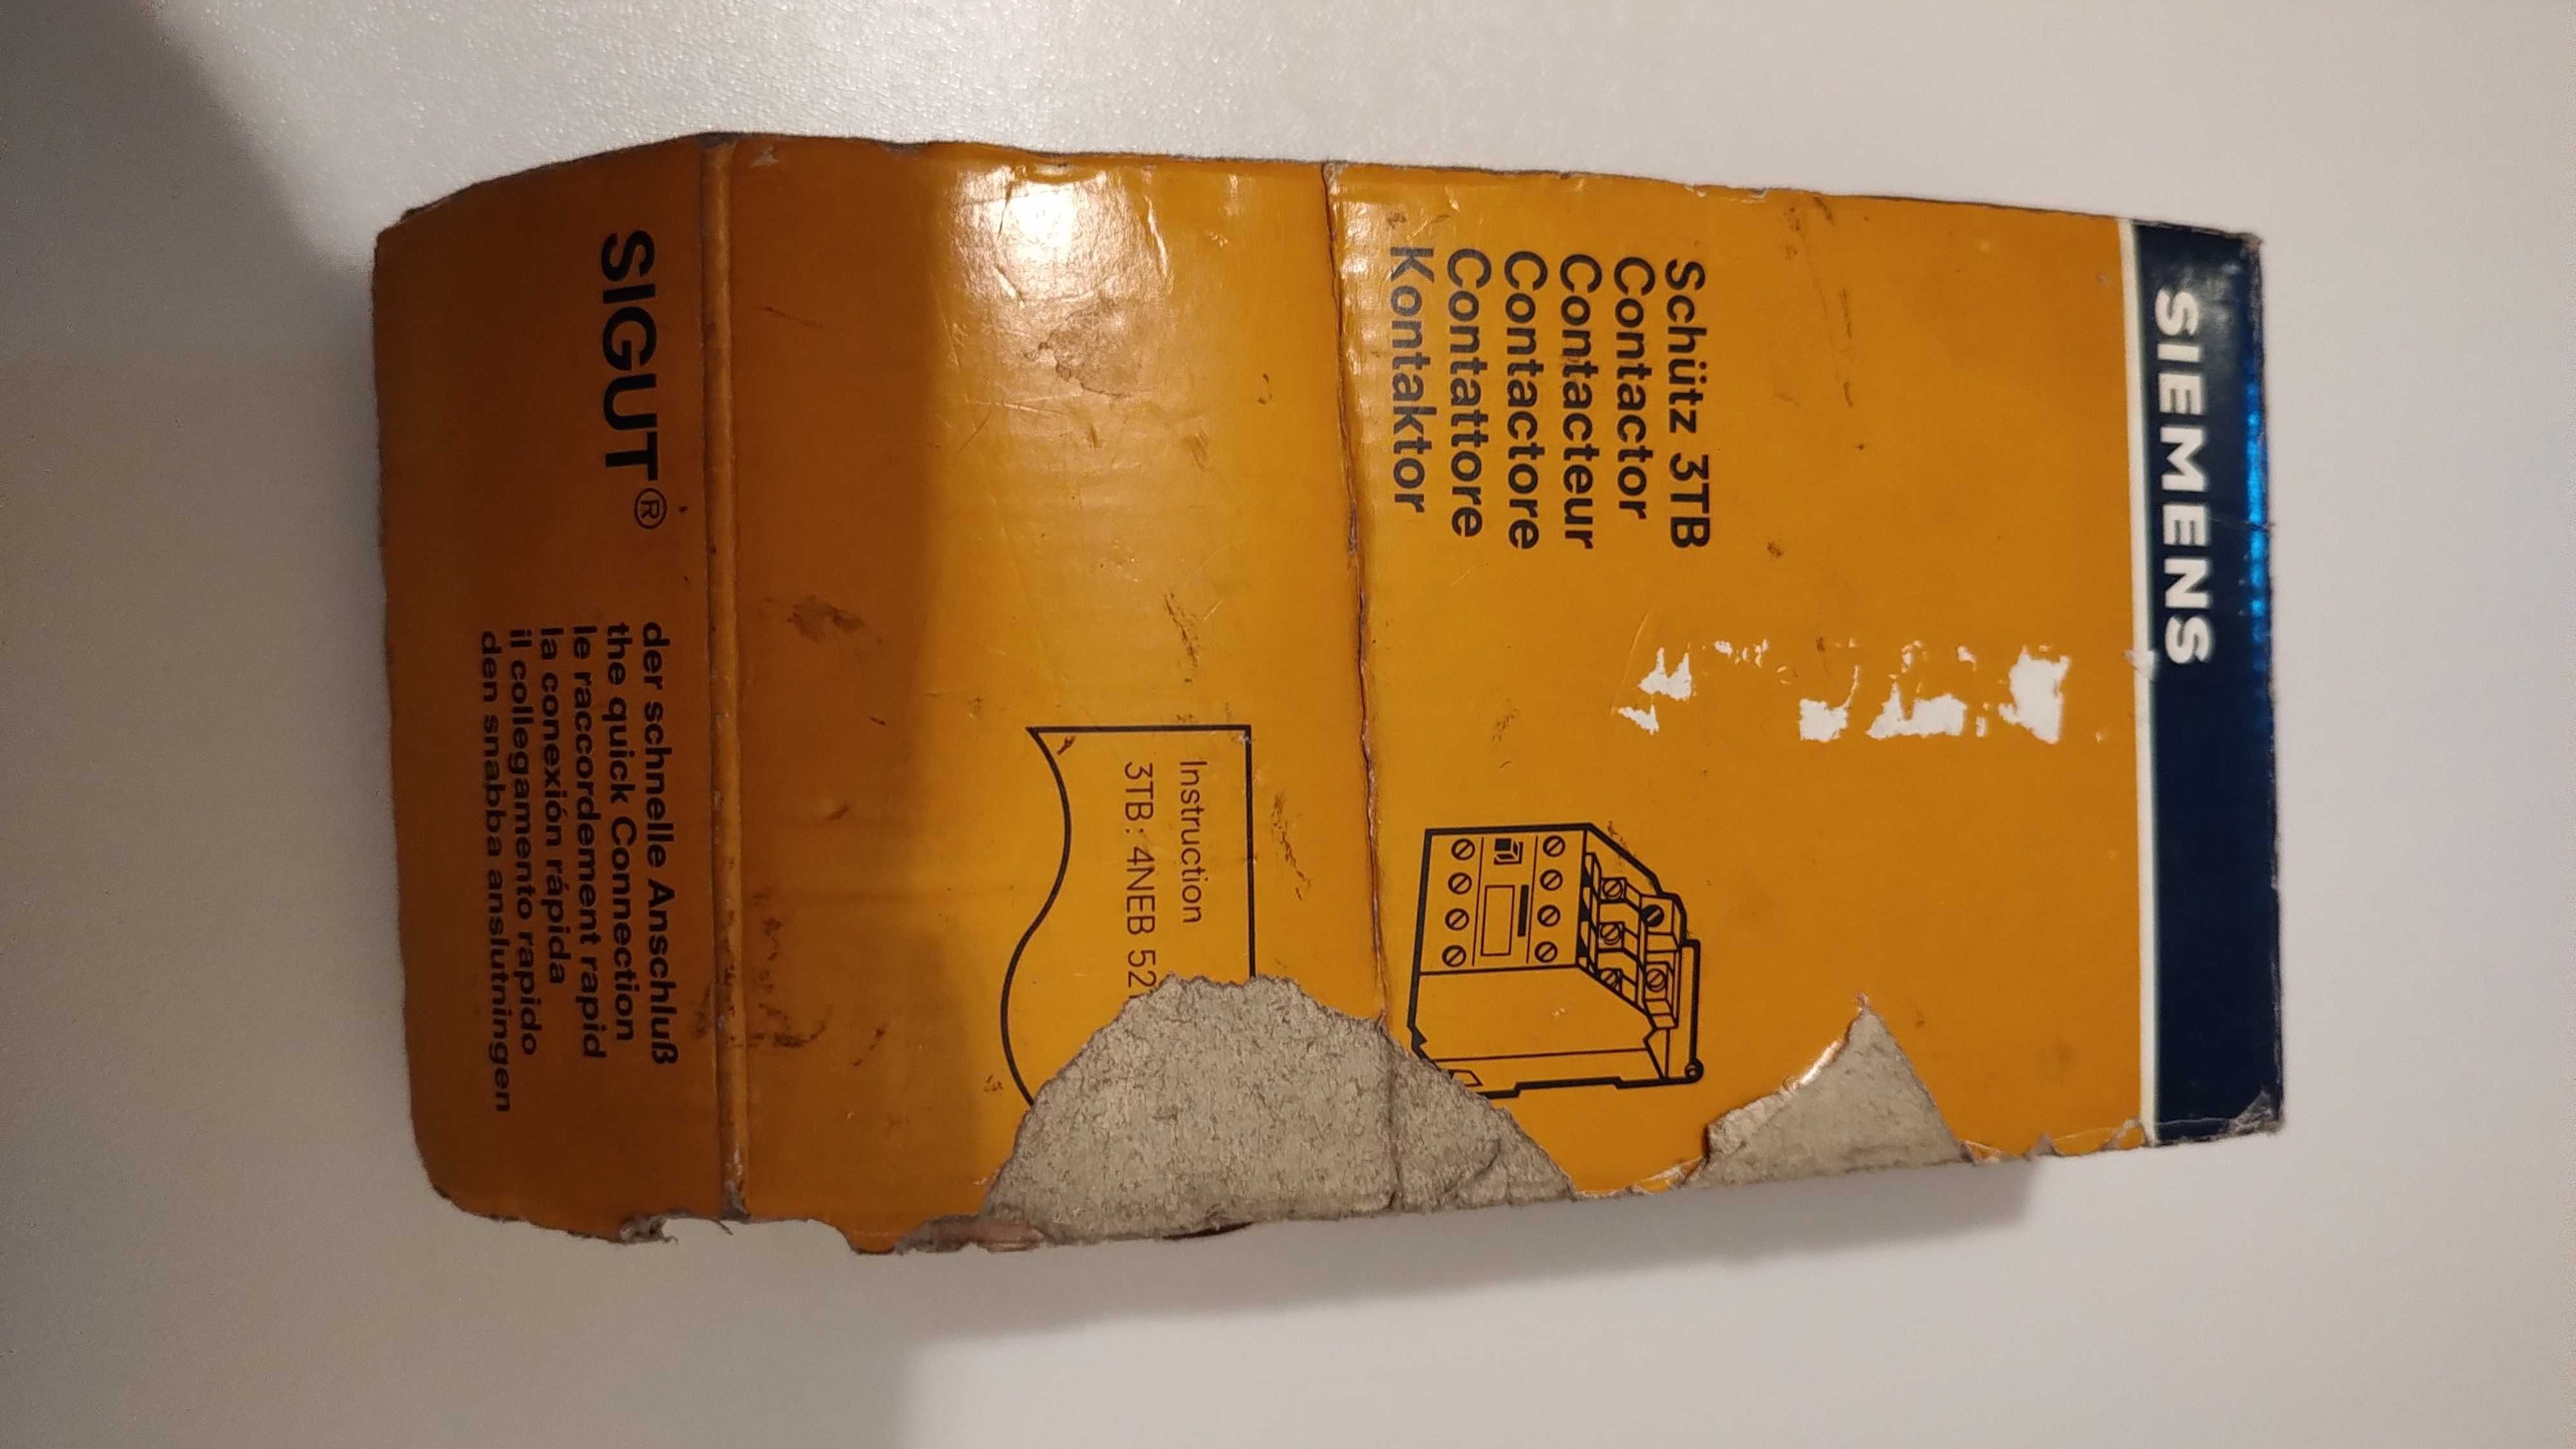 SIEMENS
Schütz 3TB
Contactor
Contacteur
Contactore
Contattore
Kontaktor
Instruction
3TB: 4NEB 52
SIGUT®
der schnelle Anschluß
the quick Connection
le raccordement rapid
la conexión rápida
il collegamento rapido
den snabba anslutningen